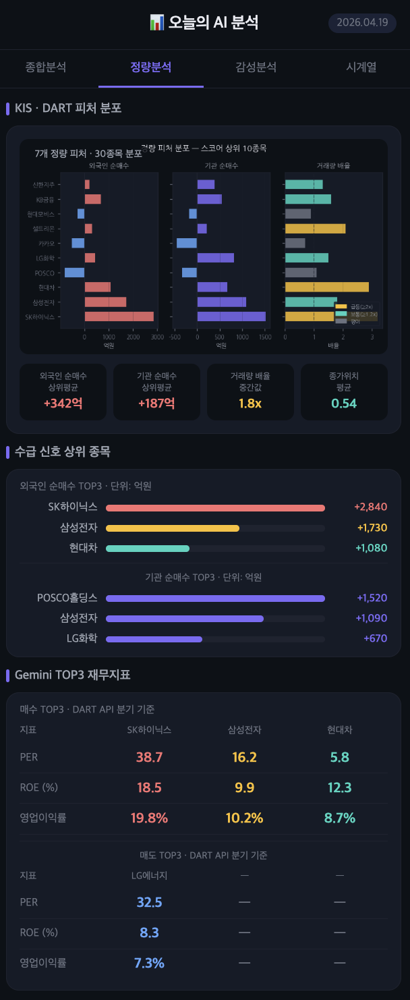 📊 오늘의 AI 분석
2026.04.19
종합분석 정량분석 감성분석 시계열
KIS · DART 피처 분포
7개 정량 피처 · 30종목 분포
정량 피처 분포 — 스코어 상위 10종목
외국인 순매수 기관 순매수 거래량 배율
신한지주
KB금융
현대모비스
셀트리온
카카오
LG화학
POSCO
현대차
삼성전자
SK하이닉스
급등(≥2x)
보통(≥1.2x)
평이
0 1000 2000 3000 -500 0 500 1000 1500 0 1 2 3
억원 억원 배율
외국인 순매수
상위평균
+342억
기관 순매수
상위평균
+187억
거래량 배율
중간값
1.8x
종가위치
평균
0.54
수급 신호 상위 종목
외국인 순매수 TOP3 · 단위: 억원
SK하이닉스 +2,840
삼성전자 +1,730
현대차 +1,080
기관 순매수 TOP3 · 단위: 억원
POSCO홀딩스 +1,520
삼성전자 +1,090
LG화학 +670
Gemini TOP3 재무지표
매수 TOP3 · DART API 분기 기준
지표 SK하이닉스 삼성전자 현대차
PER 38.7 16.2 5.8
ROE (%) 18.5 9.9 12.3
영업이익률 19.8% 10.2% 8.7%
매도 TOP3 · DART API 분기 기준
지표 LG에너지 — —
PER 32.5 — —
ROE (%) 8.3 — —
영업이익률 7.3% — —